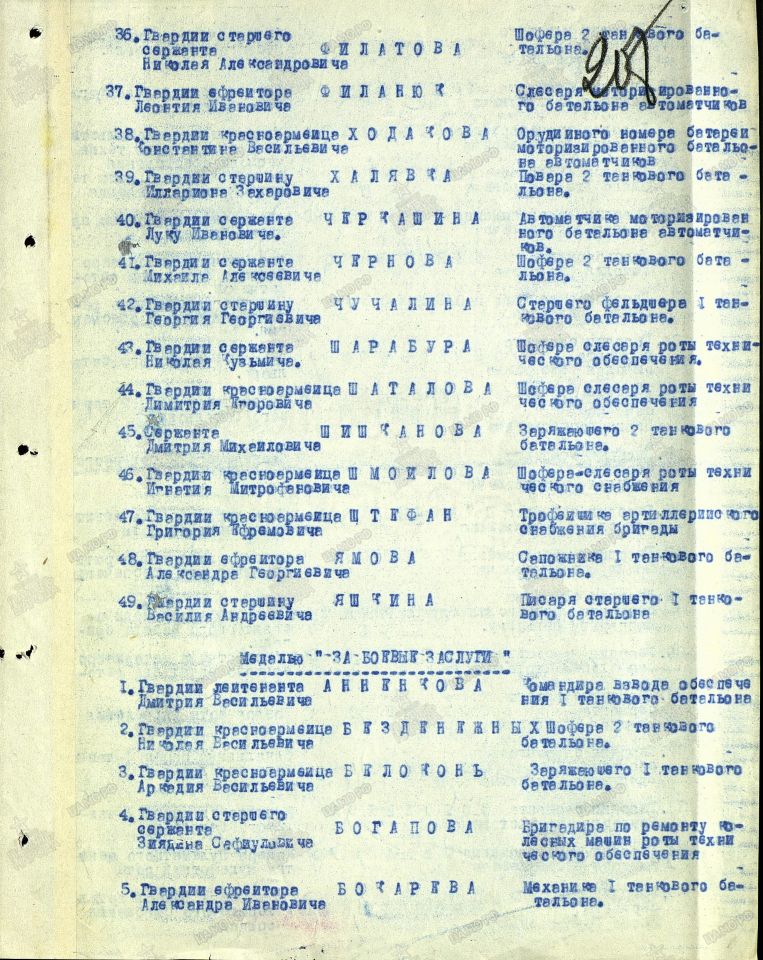 208
36. Гвардии старшего Шофера 2 танкового ба-
сержанта ФИЛАТОВА тальона.
Николая Александровича
37. Гвардии ефрейтора ФИЛАНЮК Слесаря моторизированно-
Леонтия Ивановича го батальона автоматчиков
38. Гвардии красноармейца ХОДАКОВА Орудийного номера батареи
Константина Васильевича моторизированного батальо-
на автоматчиков
39. Гвардии старшину ХАЛЯВКА Повара 2 танкового бата -
Иллариона Захаровича льона.
40. Гвардии сержанта ЧЕРКАШИНА Автоматчика моторизирован
Луку Ивановича. ного батальона автоматчи-
ков.
41. Гвардии сержанта ЧЕРНОВА Шофера 2 танкового бата -
Михаила Алексеевича льона.
42. Гвардии старшину ЧУЧАЛИНА Старшего фельдшера I тан-
Георгия Георгиевича кового батальона.
43. Гвардии сержанта ШАРАБУРА Шофера слесаря роты техни-
Николая Кузьмича. ческого обеспечения.
44. Гвардии красноармейца ШАТАЛОВА Шофера слесаря роты техни
Димитрия Егоровича ческого обеспечения
45. Сержанта ШИШКАНОВА Заряжающего 2 танкового
Дмитрия Михайловича батальона.
46. Гвардии красноармейца ШМОЙЛОВА Шофера-слесаря роты техни
Игнатия Митрофановича ческого снабжения
47. Гвардии красноармейца ШТЕФАН Трофейщика артиллерийского
Григория Ефремовича снабжения бригады
48. Гвардии ефрейтора ЯМОВА Сапожника I танкового ба-
Александра Георгиевича тальона.
49. Гвардии старшину ЯШКИНА Писаря старшего I танко-
Василия Андреевича вого батальона
Медалью "ЗА БОЕВЫЕ ЗАСЛУГИ"
1. Гвардии лейтенанта АННЕНКОВА Командира взвода обеспече
Дмитрия Васильевича ния I танкового батальона
2. Гвардии красноармейца БЕЗДЕНЕЖНЫХ Шофера 2 танкового
Николая Васильевича батальона.
3. Гвардии красноармейца БЕЛОКОНЬ Заряжающего I танкового
Аркадия Васильевича батальона.
4. Гвардии старшего
сержанта БОГАПОВА Бригадира по ремонту ко-
Зиядена Сафиуловича лесных машин роты техни
ческого обеспечения
5. Гвардии ефрейтора БОКАРЕВА Механика I танкового ба-
Александра Ивановича тальона.